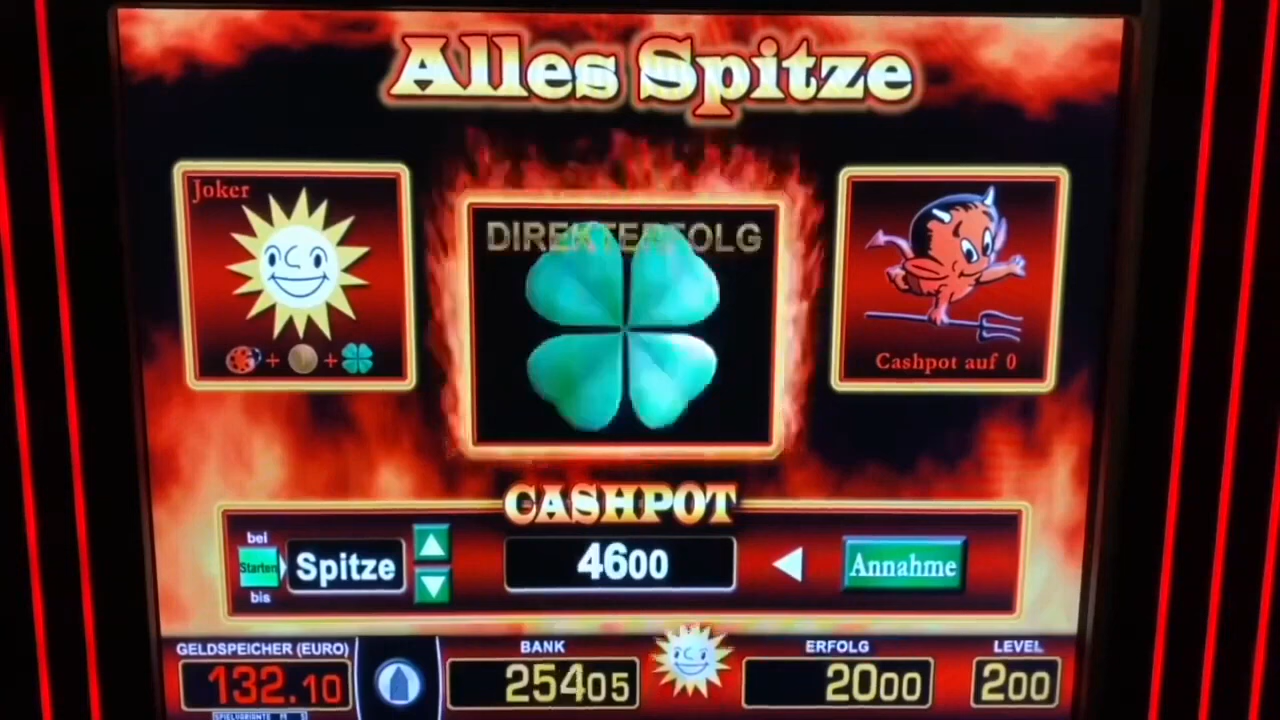 Alles Spitze
Joker
DIREKTERFOLG
+ +
Cashpot auf 0
CASHPOT
bei
Starten
bis
Spitze
4600
Annahme
GELDSPEICHER (EURO)
132.10
BANK
25405
ERFOLG
2000
LEVEL
200
SPIELVARIANTE